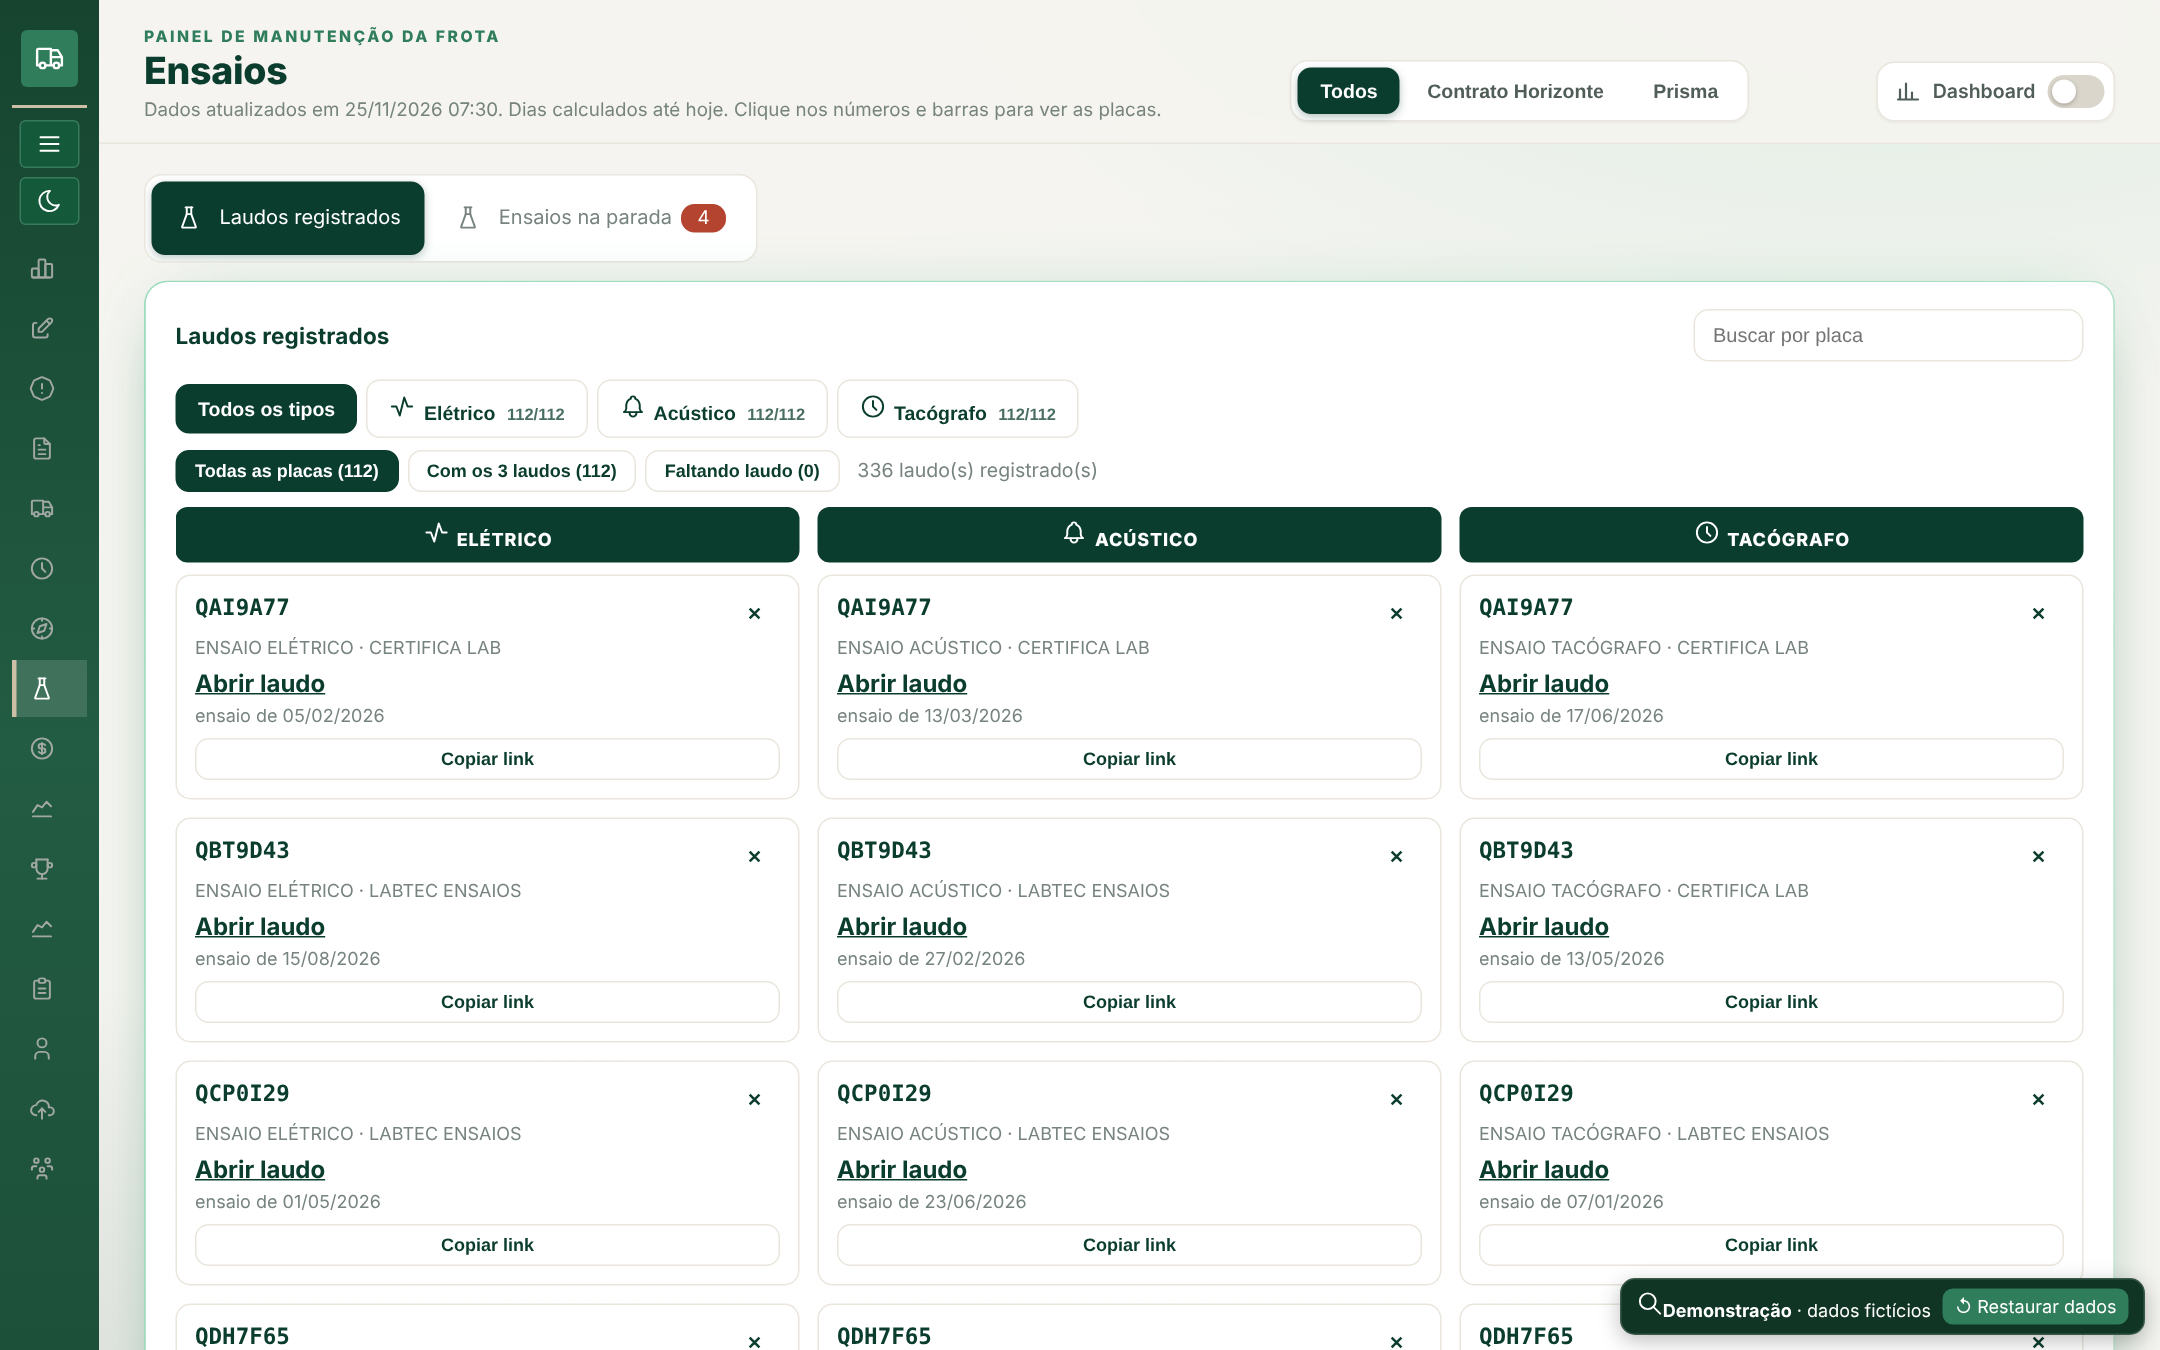 PAINEL DE MANUTENÇÃO DA FROTA
Ensaios
Dados atualizados em 25/11/2026 07:30. Dias calculados até hoje. Clique nos números e barras para ver as placas.
Todos Contrato Horizonte Prisma
Dashboard
Laudos registrados Ensaios na parada 4
Laudos registrados
Buscar por placa
Todos os tipos Elétrico 112/112 Acústico 112/112 Tacógrafo 112/112
Todas as placas (112) Com os 3 laudos (112) Faltando laudo (0) 336 laudo(s) registrado(s)
ELÉTRICO ACÚSTICO TACÓGRAFO
QAI9A77 × QAI9A77 × QAI9A77 ×
ENSAIO ELÉTRICO · CERTIFICA LAB ENSAIO ACÚSTICO · CERTIFICA LAB ENSAIO TACÓGRAFO · CERTIFICA LAB
Abrir laudo Abrir laudo Abrir laudo
ensaio de 05/02/2026 ensaio de 13/03/2026 ensaio de 17/06/2026
Copiar link Copiar link Copiar link
QBT9D43 × QBT9D43 × QBT9D43 ×
ENSAIO ELÉTRICO · LABTEC ENSAIOS ENSAIO ACÚSTICO · LABTEC ENSAIOS ENSAIO TACÓGRAFO · CERTIFICA LAB
Abrir laudo Abrir laudo Abrir laudo
ensaio de 15/08/2026 ensaio de 27/02/2026 ensaio de 13/05/2026
Copiar link Copiar link Copiar link
QCP0I29 × QCP0I29 × QCP0I29 ×
ENSAIO ELÉTRICO · LABTEC ENSAIOS ENSAIO ACÚSTICO · LABTEC ENSAIOS ENSAIO TACÓGRAFO · LABTEC ENSAIOS
Abrir laudo Abrir laudo Abrir laudo
ensaio de 01/05/2026 ensaio de 23/06/2026 ensaio de 07/01/2026
Copiar link Copiar link Copiar link
QDH7F65 × QDH7F65 × QDH7F65 ×
Demonstração · dados fictícios Restaurar dados